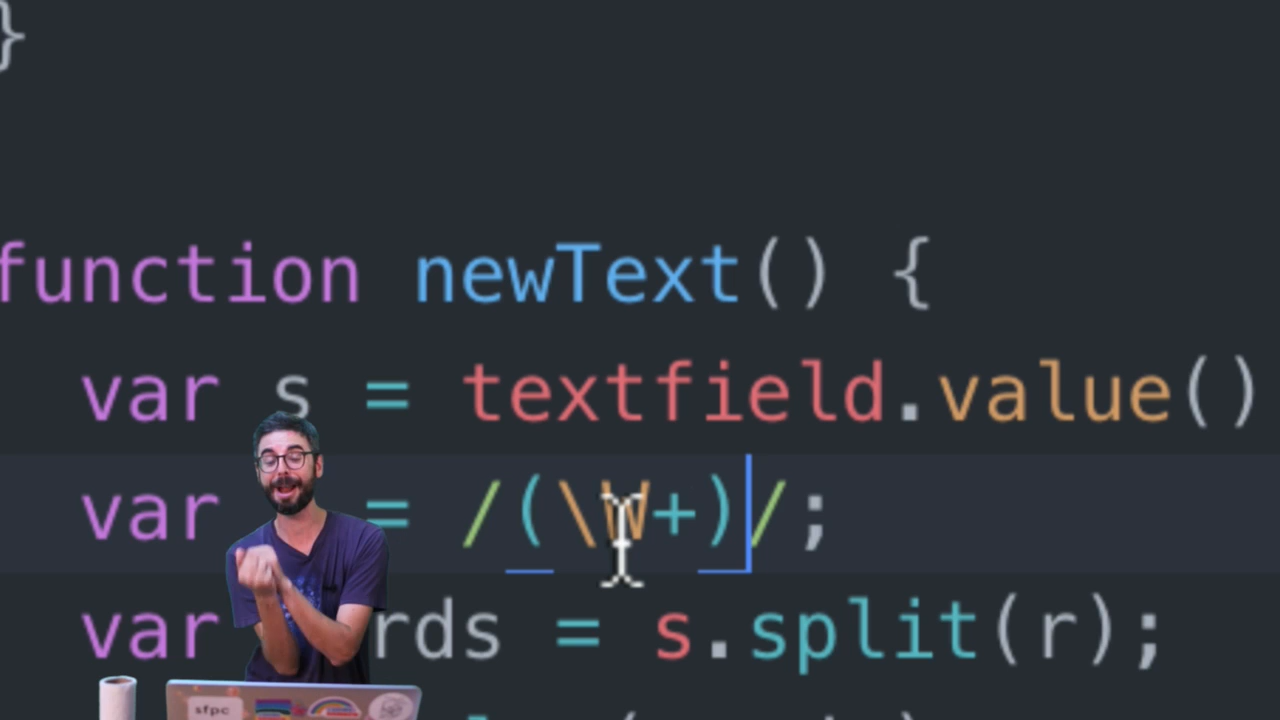 }
function newText() {
var s = textfield.value()
var = /(\W+)/;
var rds = s.split(r);
sfpc